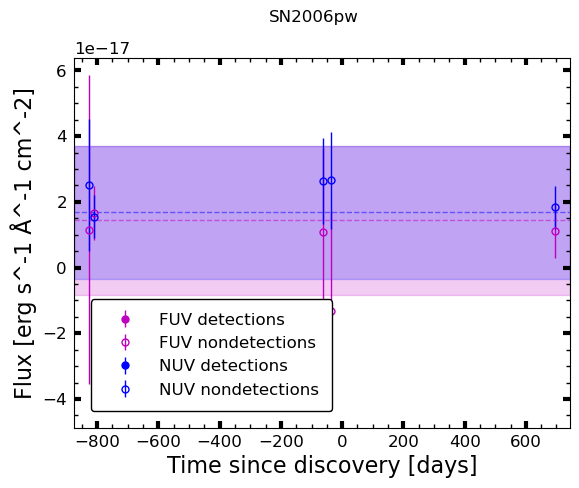 SN2006pw
1e−17
6
4
2
0
−2
−4
Flux [erg s^-1 Å^-1 cm^-2]
FUV detections
FUV nondetections
NUV detections
NUV nondetections
−800 −600 −400 −200 0 200 400 600
Time since discovery [days]